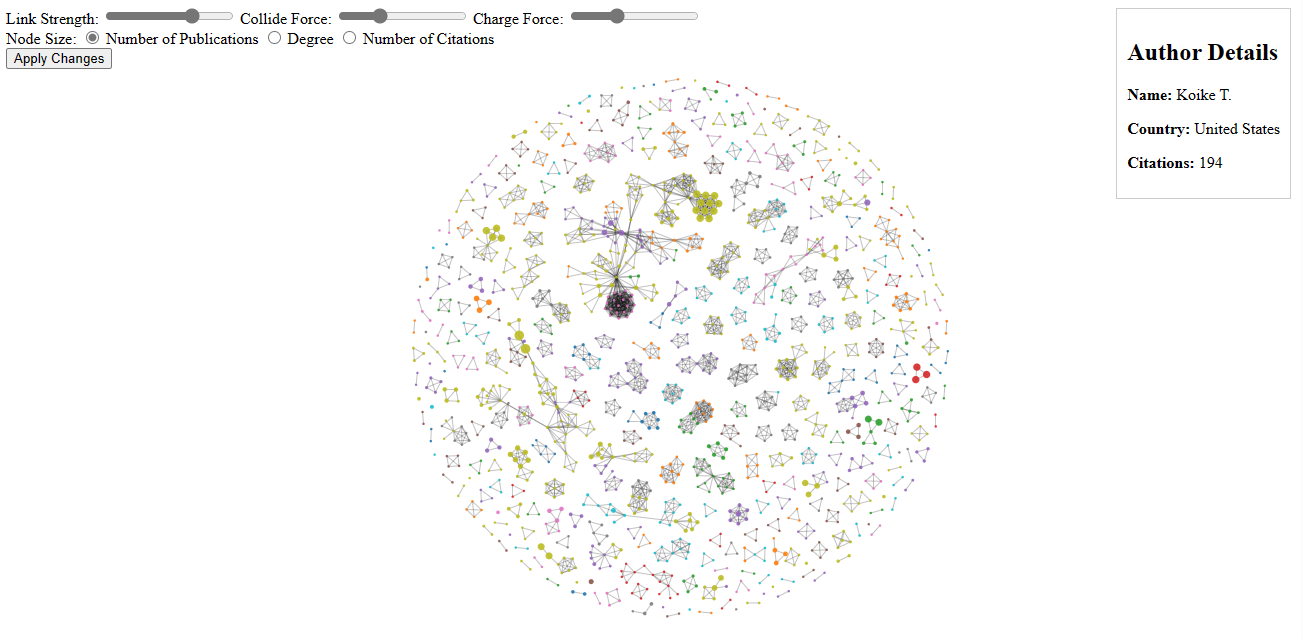 Link Strength: Collide Force: Charge Force:
Node Size: Number of Publications Degree Number of Citations
Apply Changes
Author Details
Name: Koike T.
Country: United States
Citations: 194